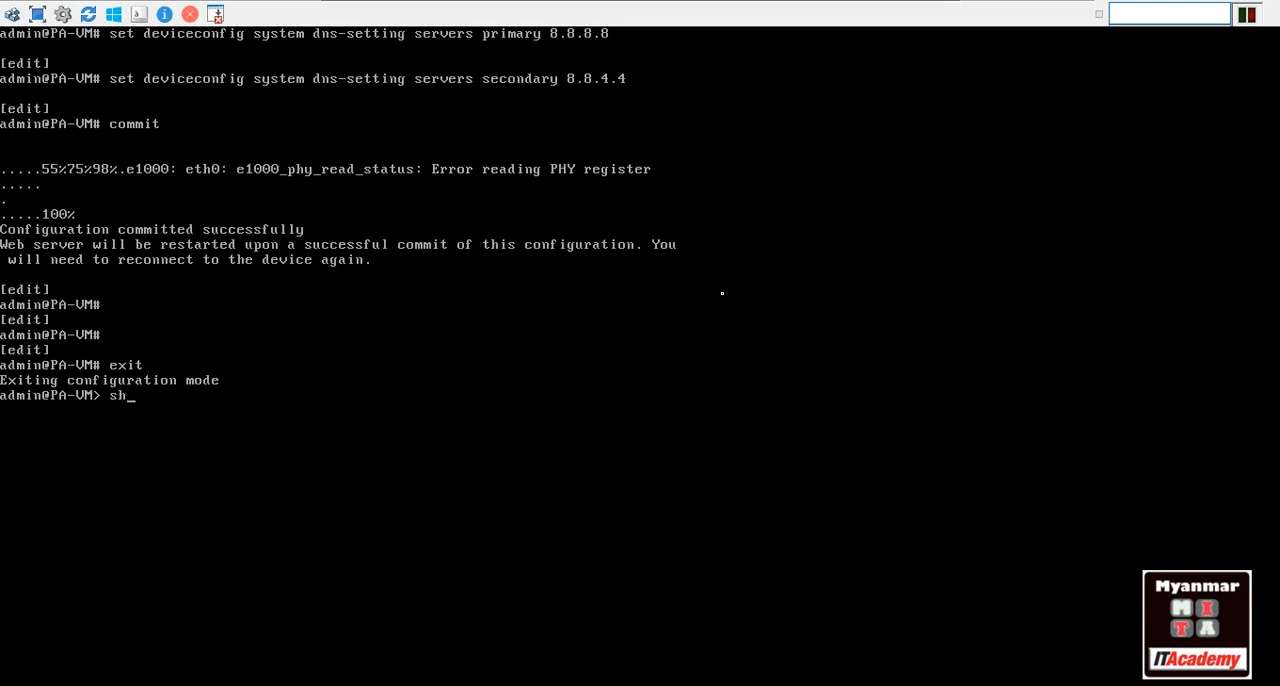 admin@PA-VM# set deviceconfig system dns-setting servers primary 8.8.8.8
[edit]
admin@PA-VM# set deviceconfig system dns-setting servers secondary 8.8.4.4
[edit]
admin@PA-VM# commit
.....55%75%98%.e1000: eth0: e1000_phy_read_status: Error reading PHY register
.....
.
.....100%
Configuration committed successfully
Web server will be restarted upon a successful commit of this configuration. You
will need to reconnect to the device again.
[edit]
admin@PA-VM#
[edit]
admin@PA-VM#
[edit]
admin@PA-VM# exit
Exiting configuration mode
admin@PA-VM> sh_
Myanmar
M I
T A
ITAcademy